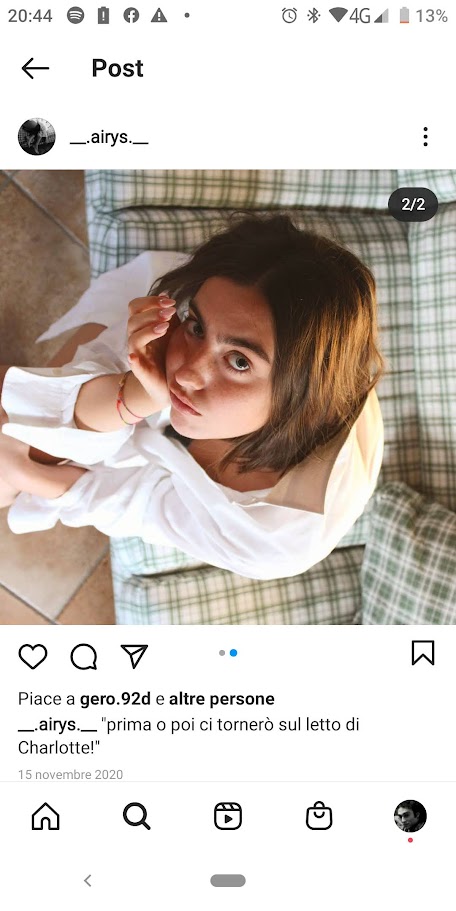 20:44
4G
13%
Post
__.airys.__
2/2
Piace a gero.92d e altre persone
__.airys.__ "prima o poi ci tornerò sul letto di
Charlotte!"
15 novembre 2020